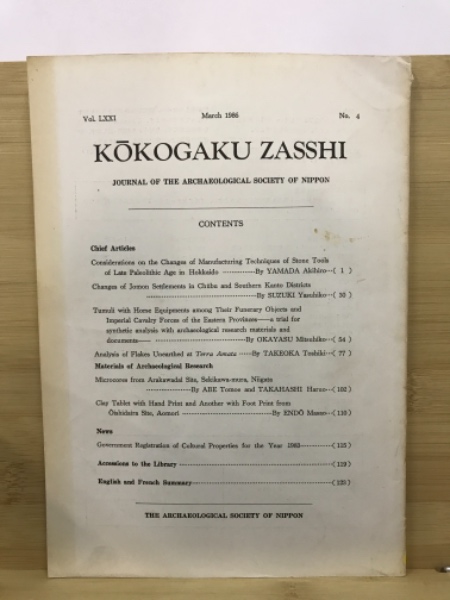 Vol. LXXI March 1986 No. 4
KŌKOGAKU ZASSHI
JOURNAL OF THE ARCHAEOLOGICAL SOCIETY OF NIPPON
CONTENTS
Chief Articles
Considerations on the Changes of Manufacturing Techniques of Stone Tools
of Late Paleolithic Age in Hokkaido ············By YAMADA Akihiro···( 1 )
Changes of Jomon Settlements in Chiba and Southern Kanto Districts
············By SUZUKI Yasuhiko···( 30 )
Tumuli with Horse Equipments among Their Funerary Objects and
Imperial Cavalry Forces of the Eastern Provinces——a trial for
synthetic analysis with archaeological research materials and
documents—— ············By OKAYASU Mitsuhiko···( 54 )
Analysis of Flakes Unearthed at Terra Amata ·····By TAKEOKA Toshiki···( 77 )
Materials of Archaeological Research
Microcores from Arakawadai Site, Sekikawa-mura, Niigata
············By ABE Tomoo and TAKAHASHI Haruo···(102)
Clay Tablet with Hand Print and Another with Foot Print from
Ōishidaira Site, Aomori ············By ENDŌ Masao···(110)
News
Government Registration of Cultural Properties for the Year 1985············(115)
Accessions to the Library ············(119)
English and French Summary············(125)
THE ARCHAEOLOGICAL SOCIETY OF NIPPON